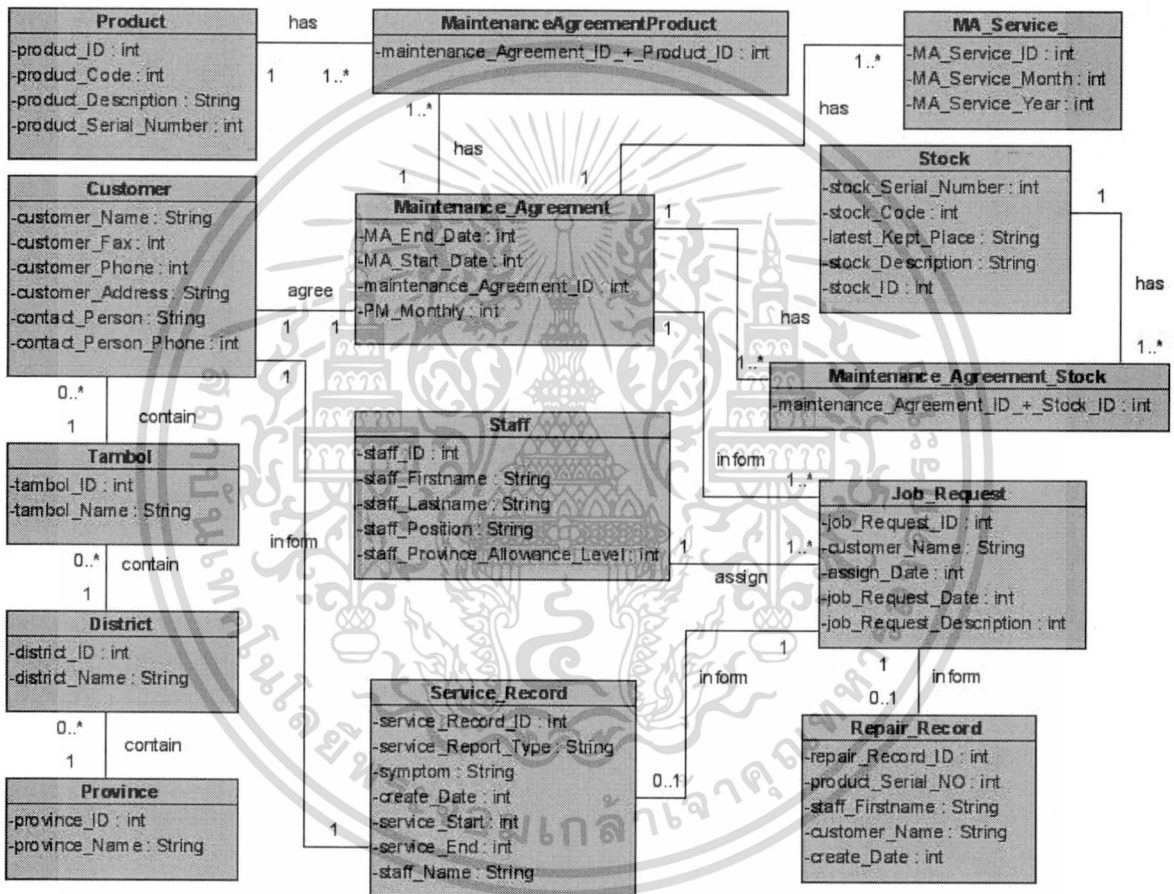 Product
-product_ID : int
-product_Code : int
-product_Description : String
-product_Serial_Number : int
has
1
1..*
MaintenanceAgreementProduct
-maintenance_Agreement_ID_+_Product_ID : int
1..*
has
1
MA_Service_
-MA_Service_ID : int
-MA_Service_Month : int
-MA_Service_Year : int
1..*
has
1
Customer
-customer_Name : String
-customer_Fax : int
-customer_Phone : int
-customer_Address : String
-contact_Person : String
-contact_Person_Phone : int
agree
1
1
Maintenance_Agreement
-MA_End_Date : int
-MA_Start_Date : int
-maintenance_Agreement_ID : int
-PM_Monthly : int
1
has
1..*
Stock
-stock_Serial_Number : int
-stock_Code : int
-latest_Kept_Place : String
-stock_Description : String
-stock_ID : int
1
has
1..*
Maintenance_Agreement_Stock
-maintenance_Agreement_ID_+_Stock_ID : int
1
inform
1..*
0..*
contain
1
Tambol
-tambol_ID : int
-tambol_Name : String
0..*
contain
1
District
-district_ID : int
-district_Name : String
0..*
contain
1
Province
-province_ID : int
-province_Name : String
1
inform
1
Staff
-staff_ID : int
-staff_Firstname : String
-staff_Lastname : String
-staff_Position : String
-staff_Province_Allowance_Level : int
1
1..*
assign
Job_Request
-job_Request_ID : int
-customer_Name : String
-assign_Date : int
-job_Request_Date : int
-job_Request_Description : int
1
inform
0..1
1
inform
0..1
Service_Record
-service_Record_ID : int
-service_Report_Type : String
-symptom : String
-create_Date : int
-service_Start : int
-service_End : int
-staff_Name : String
Repair_Record
-repair_Record_ID : int
-product_Serial_NO : int
-staff_Firstname : String
-customer_Name : String
-create_Date : int